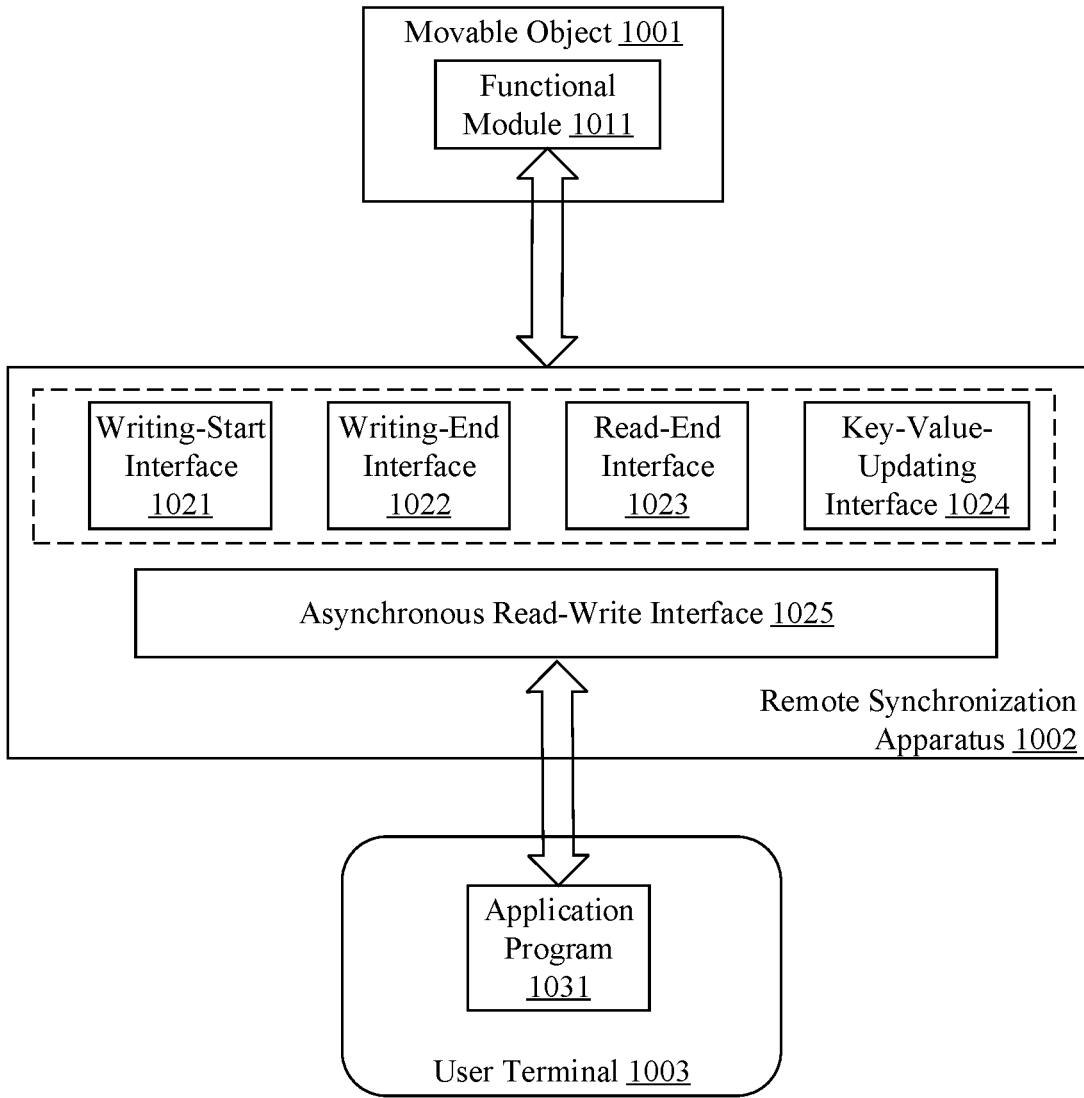 Movable Object 1001
Functional
Module 1011
Writing-Start
Interface
1021
Writing-End
Interface
1022
Read-End
Interface
1023
Key-Value-
Updating
Interface 1024
Asynchronous Read-Write Interface 1025
Remote Synchronization
Apparatus 1002
Application
Program
1031
User Terminal 1003